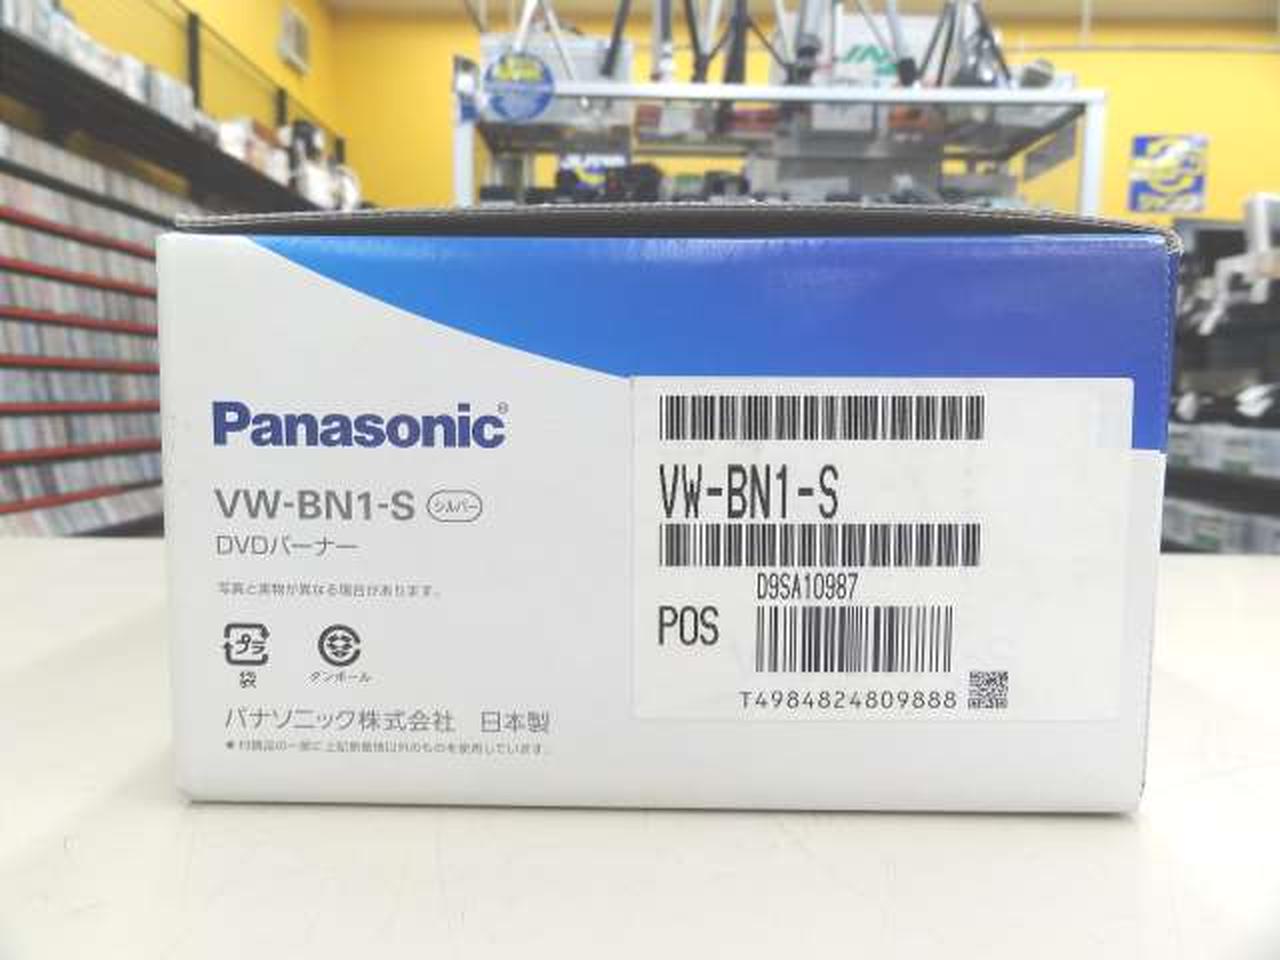 Panasonic®
VW-BN1-S シルバー
DVDバーナー
写真と実物が異なる場合があります。
プラ
袋
ダンボール
パナソニック株式会社 日本製
VW-BN1-S
D9SA10987
POS
T4984824809888